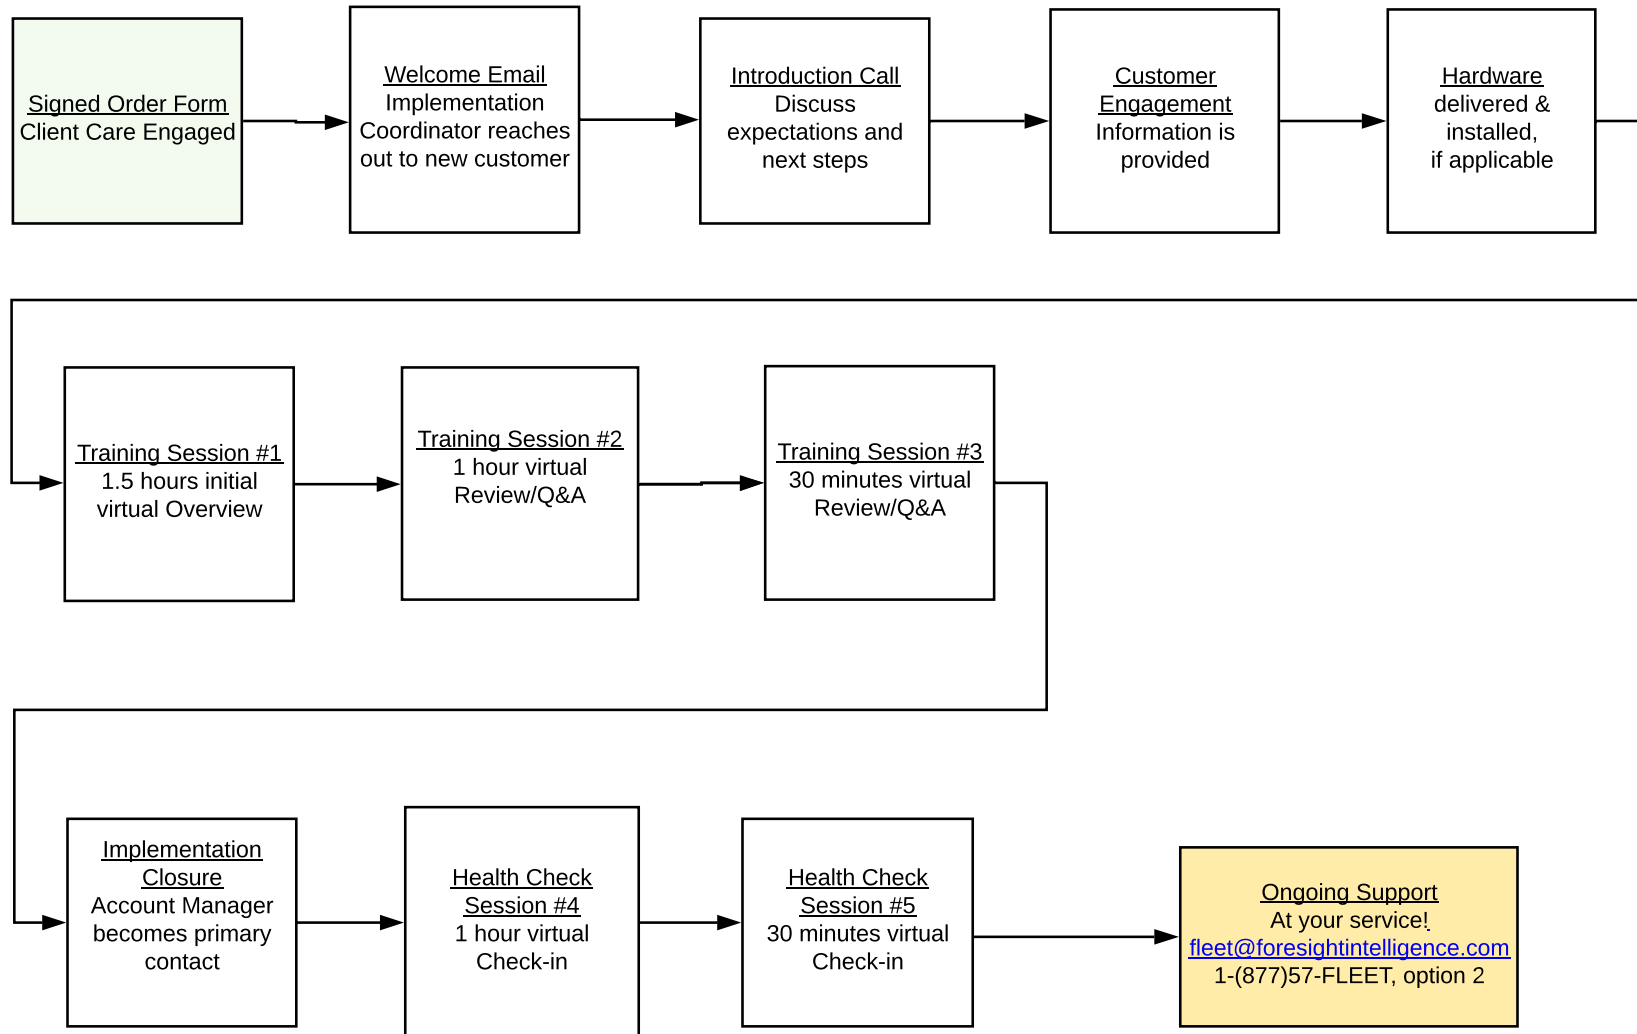 Signed Order Form
Client Care Engaged
Welcome Email
Implementation
Coordinator reaches
out to new customer
Introduction Call
Discuss
expectations and
next steps
Customer
Engagement
Information is
provided
Hardware
delivered &
installed,
if applicable
Training Session #1
1.5 hours initial
virtual Overview
Training Session #2
1 hour virtual
Review/Q&A
Training Session #3
30 minutes virtual
Review/Q&A
Implementation
Closure
Account Manager
becomes primary
contact
Health Check
Session #4
1 hour virtual
Check-in
Health Check
Session #5
30 minutes virtual
Check-in
Ongoing Support
At your service!
fleet@foresightintelligence.com
1-(877)57-FLEET, option 2